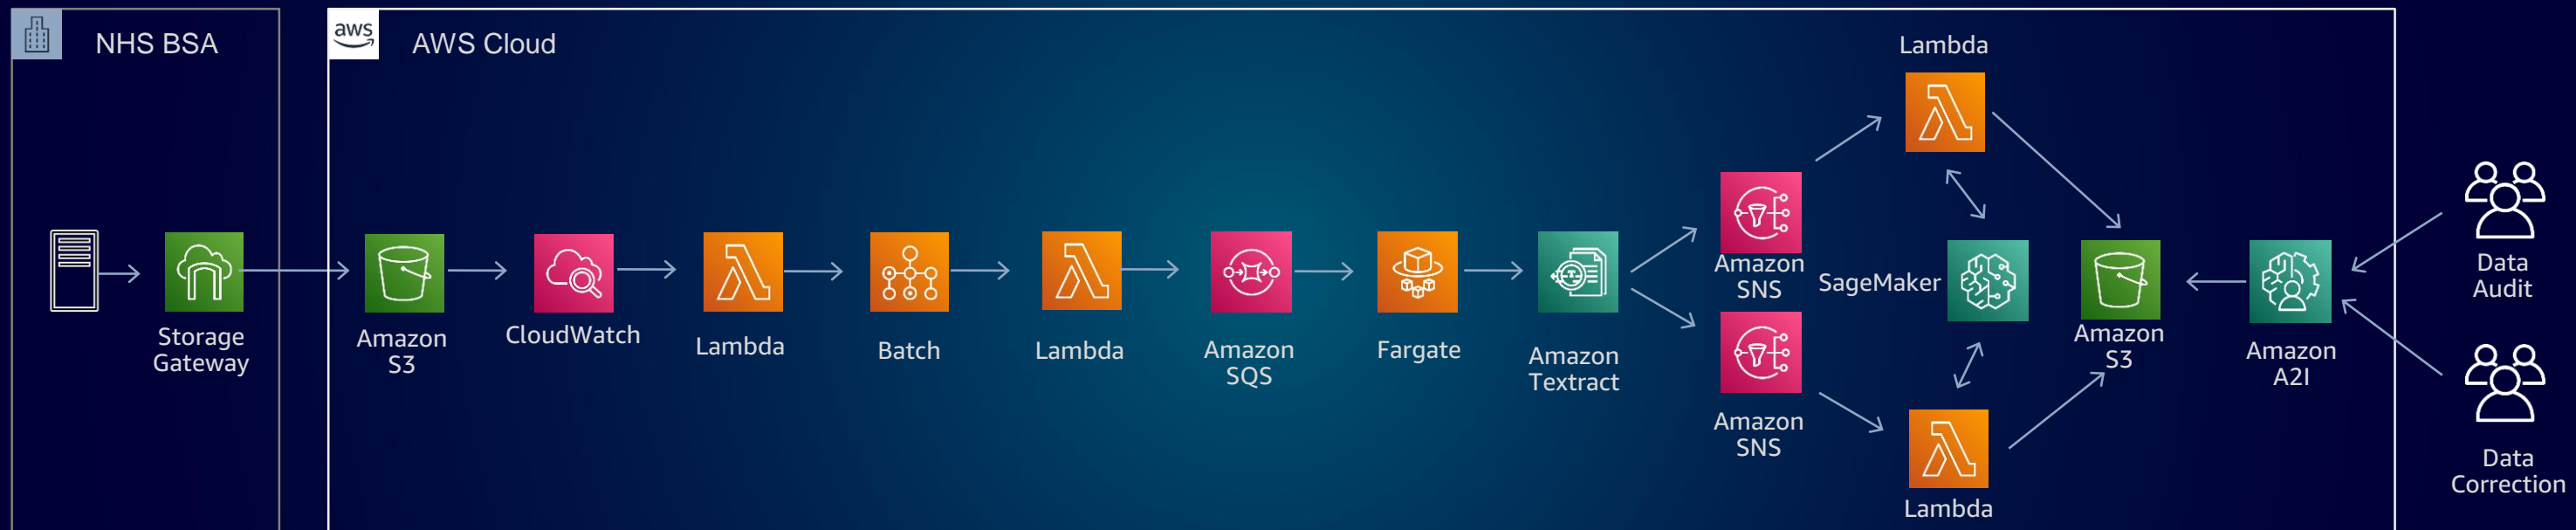 NHS BSA
aws
AWS Cloud
Storage
Gateway
Amazon
S3
CloudWatch
Lambda
Batch
Lambda
Amazon
SQS
Fargate
Amazon
Textract
Amazon
SNS
Amazon
SNS
Lambda
SageMaker
Lambda
Amazon
S3
Amazon
A2I
Data
Audit
Data
Correction